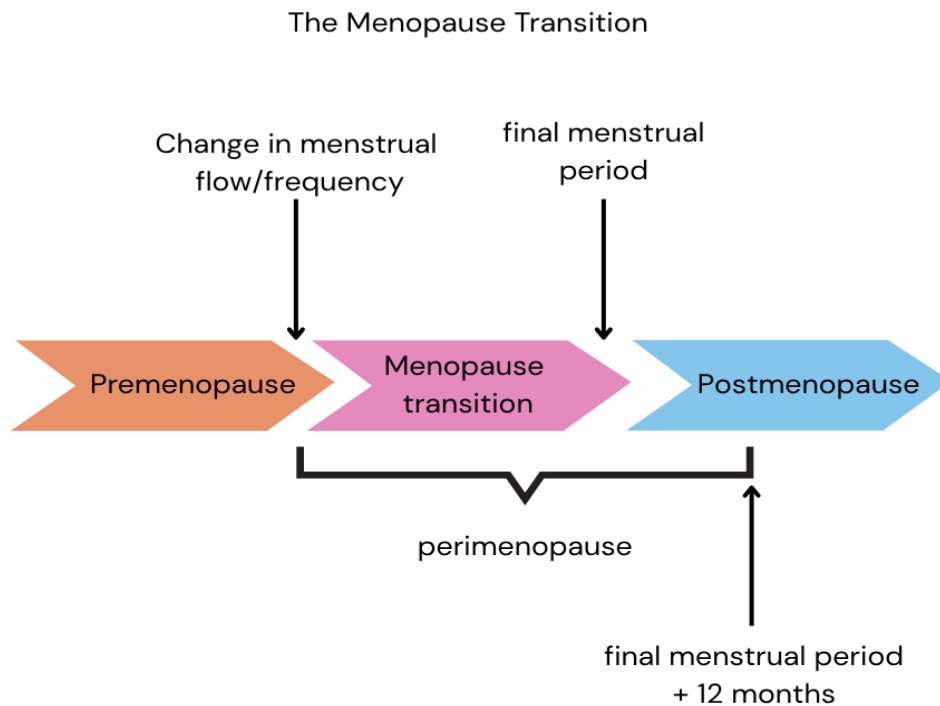 The Menopause Transition
Change in menstrual
flow/frequency
final menstrual
period
Premenopause
Menopause
transition
Postmenopause
perimenopause
final menstrual period
+ 12 months